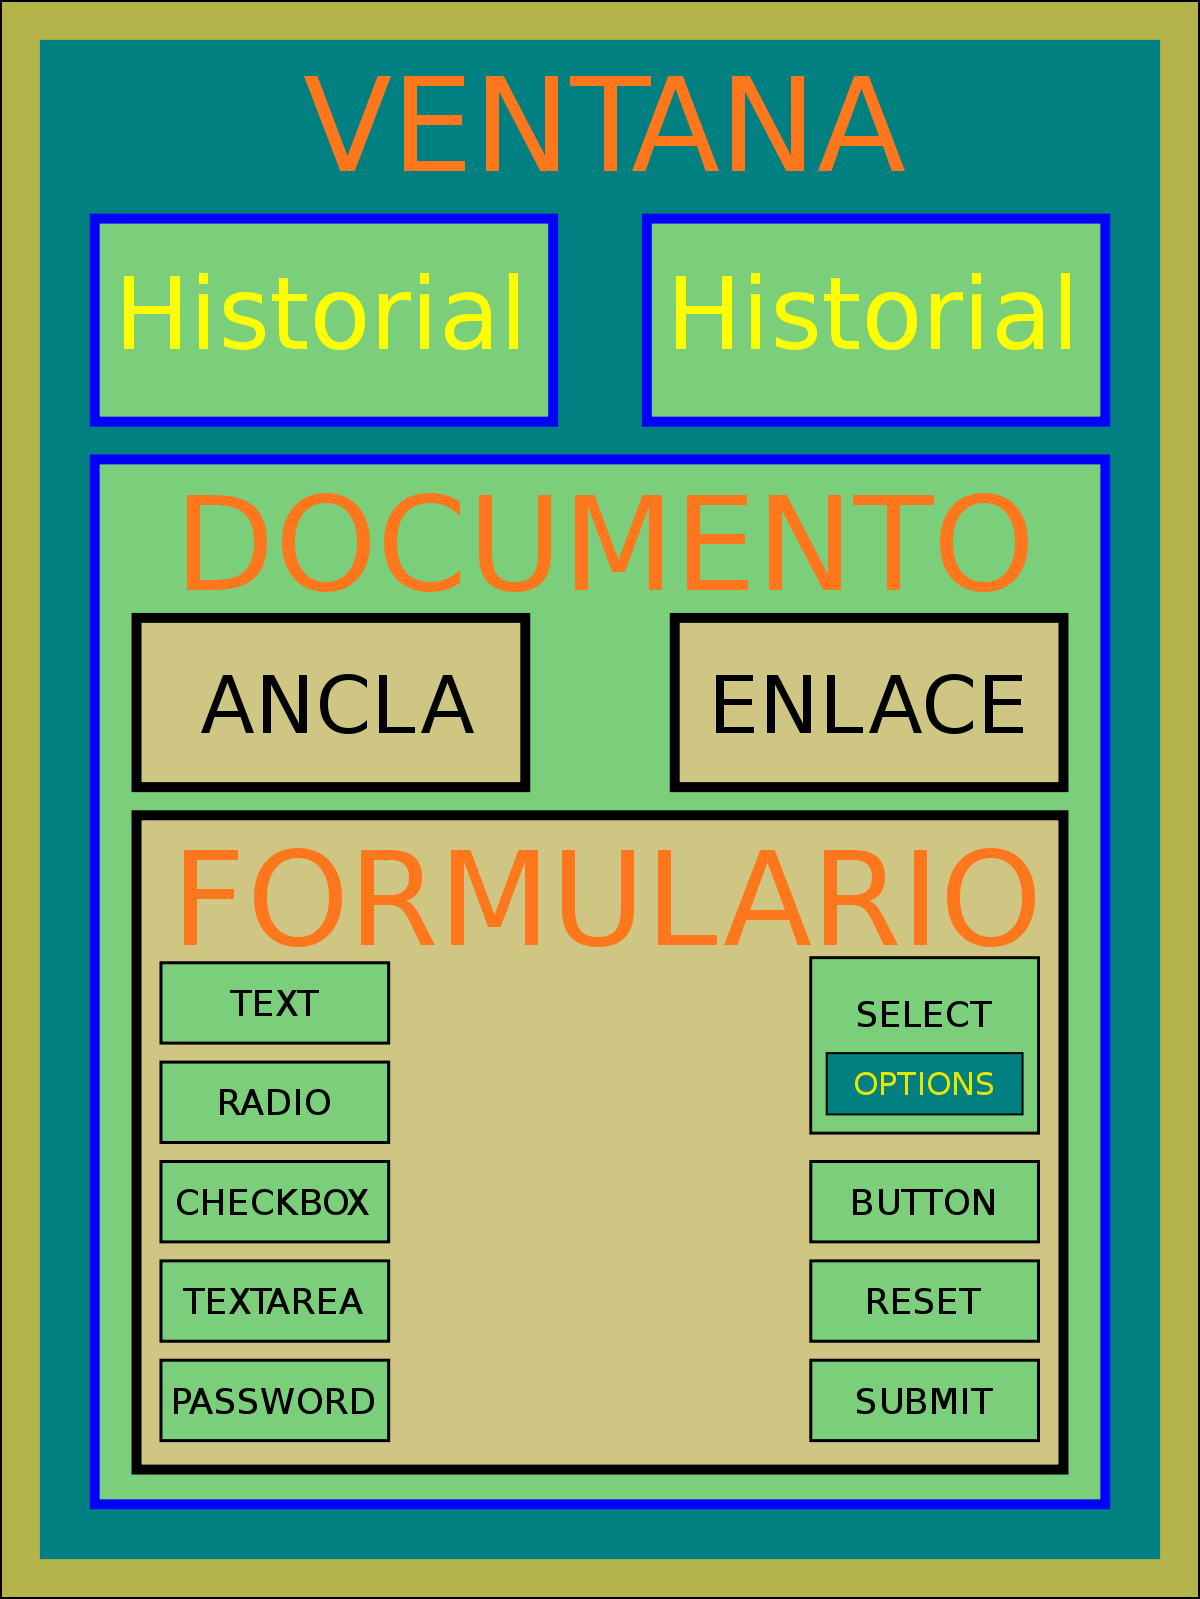 VENTANA
Historial
Historial
DOCUMENTO
ANCLA
ENLACE
FORMULARIO
TEXT
RADIO
CHECKBOX
TEXTAREA
PASSWORD
SELECT
OPTIONS
BUTTON
RESET
SUBMIT